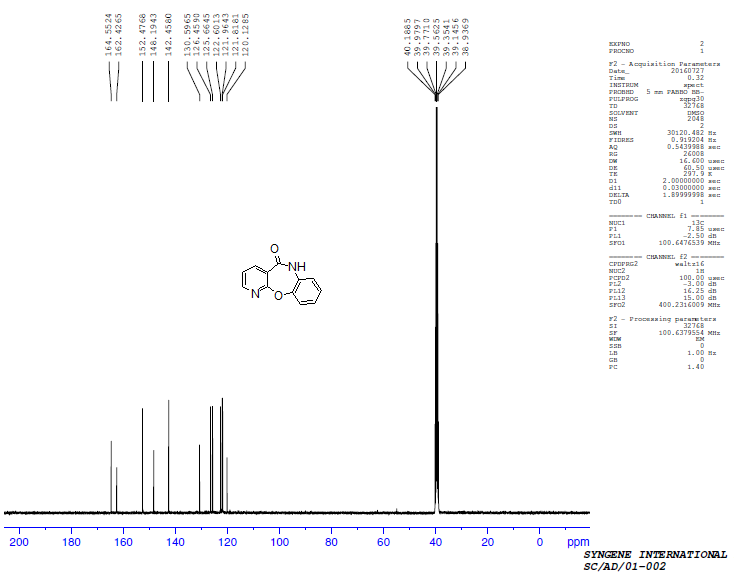 164.5524
162.4265
152.4768
148.1943
142.4580
130.5965
126.4590
125.6645
122.6013
121.9643
121.8181
120.1285
40.1885
39.9797
39.7710
39.5625
39.3541
39.1456
38.9369
EXPNO 2
PROCNO 1
F2 - Acquisition Parameters
Date_ 20160727
Time 0.32
INSTRUM spect
PROBHD 5 mm PABBO BB-
PULPROG zgpg30
TD 32768
SOLVENT DMSO
NS 2048
DS 2
SWH 30120.482 Hz
FIDRES 0.919204 Hz
AQ 0.5439988 sec
RG 26008
DW 16.600 usec
DE 60.50 usec
TE 297.9 K
D1 2.00000000 sec
d11 0.03000000 sec
DELTA 1.89999998 sec
TD0 1
======== CHANNEL f1 ========
NUC1 13C
P1 7.85 usec
PL1 -2.50 dB
SFO1 100.6476539 MHz
======== CHANNEL f2 ========
CPDPRG2 waltz16
NUC2 1H
PCPD2 100.00 usec
PL2 -3.00 dB
PL12 16.25 dB
PL13 15.00 dB
SFO2 400.2316009 MHz
F2 - Processing parameters
SI 32768
SF 100.6379554 MHz
WDW EM
SSB 0
LB 1.00 Hz
GB 0
PC 1.40
O
NH
N
O
200 180 160 140 120 100 80 60 40 20 0 ppm
SYNGENE INTERNATIONAL
SC/AD/01-002